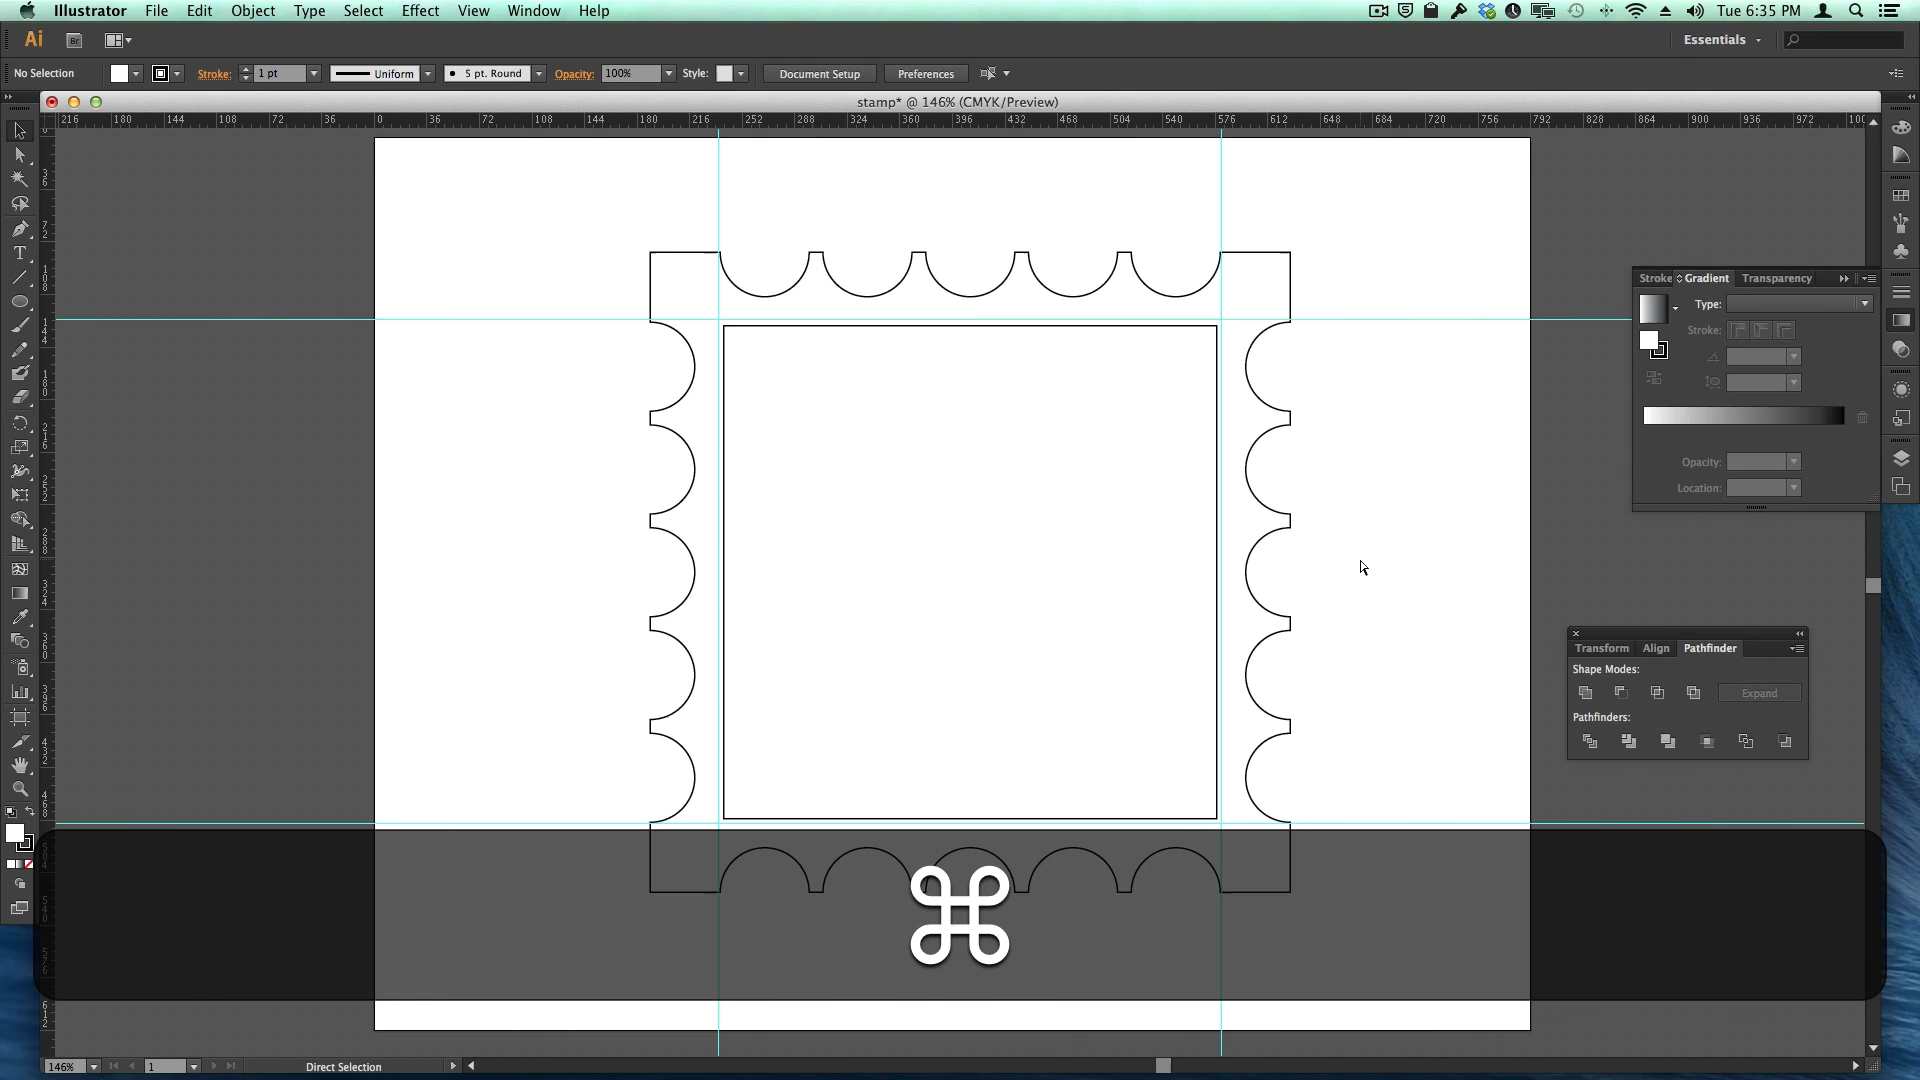 Illustrator File Edit Object Type Select Effect View Window Help Tue 6:35 PM
Ai Br Essentials
No Selection Stroke: 1 pt Uniform 5 pt. Round Opacity: 100% Style: Document Setup Preferences
stamp* @ 146% (CMYK/Preview)
216 180 144 108 72 36 0 36 72 108 144 180 216 252 288 324 360 396 432 468 504 540 576 612 648 684 720 756 792 828 864 900 936 972
Stroke Gradient Transparency
Type:
Stroke:
Opacity:
Location:
Transform Align Pathfinder
Shape Modes:
Expand
Pathfinders:
⌘
146% 1 Direct Selection